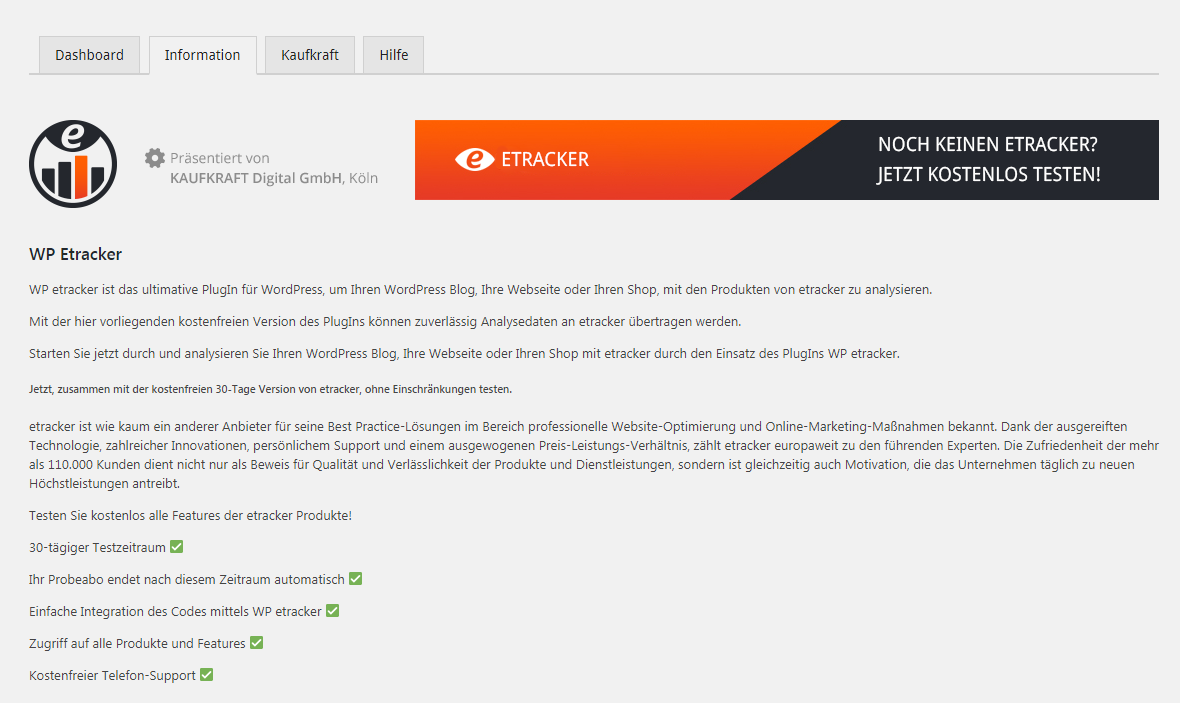 Dashboard Information Kaufkraft Hilfe
e
Präsentiert von
KAUFKRAFT Digital GmbH, Köln
e ETRACKER
NOCH KEINEN ETRACKER?
JETZT KOSTENLOS TESTEN!
WP Etracker
WP etracker ist das ultimative PlugIn für WordPress, um Ihren WordPress Blog, Ihre Webseite oder Ihren Shop, mit den Produkten von etracker zu analysieren.
Mit der hier vorliegenden kostenfreien Version des PlugIns können zuverlässig Analysedaten an etracker übertragen werden.
Starten Sie jetzt durch und analysieren Sie Ihren WordPress Blog, Ihre Webseite oder Ihren Shop mit etracker durch den Einsatz des PlugIns WP etracker.
Jetzt, zusammen mit der kostenfreien 30-Tage Version von etracker, ohne Einschränkungen testen.
etracker ist wie kaum ein anderer Anbieter für seine Best Practice-Lösungen im Bereich professionelle Website-Optimierung und Online-Marketing-Maßnahmen bekannt. Dank der ausgereiften
Technologie, zahlreicher Innovationen, persönlichem Support und einem ausgewogenen Preis-Leistungs-Verhältnis, zählt etracker europaweit zu den führenden Experten. Die Zufriedenheit der mehr
als 110.000 Kunden dient nicht nur als Beweis für Qualität und Verlässlichkeit der Produkte und Dienstleistungen, sondern ist gleichzeitig auch Motivation, die das Unternehmen täglich zu neuen
Höchstleistungen antreibt.
Testen Sie kostenlos alle Features der etracker Produkte!
30-tägiger Testzeitraum ✅
Ihr Probeabo endet nach diesem Zeitraum automatisch ✅
Einfache Integration des Codes mittels WP etracker ✅
Zugriff auf alle Produkte und Features ✅
Kostenfreier Telefon-Support ✅